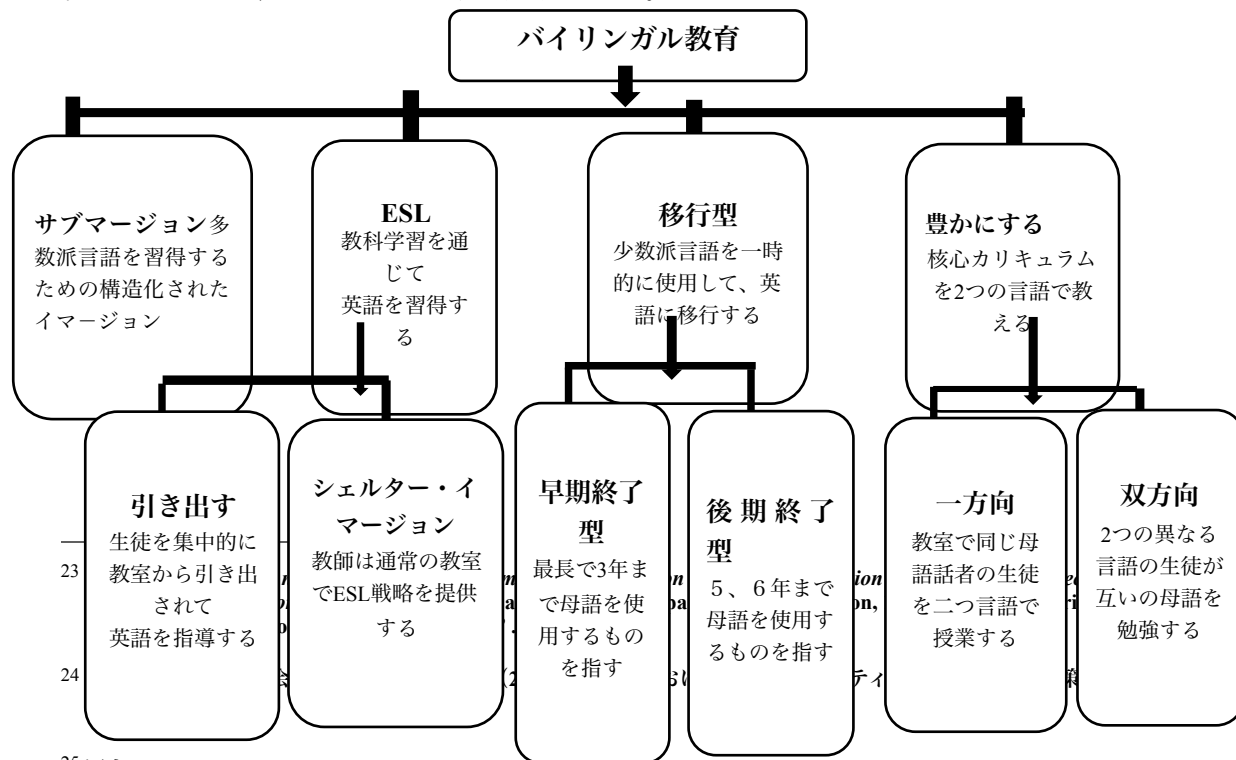 バイリンガル教育
サブマージョン多
数派言語を習得する
ための構造化された
イマージョン
ESL
教科学習を通
じて
英語を習得す
る
移行型
少数派言語を一時
的に使用して、英
語に移行する
豊かにする
核心カリキュラム
を2つの言語で教
える
引き出す
生徒を集中的に
教室から引き出
されて
英語を指導する
シェルター・イ
マージョン
教師は通常の教室
でESL戦略を提供
する
早期終了
型
最長で3年ま
で母語を使
用するもの
を指す
後期終了
型
５、６年まで
母語を使用す
るものを指す
一方向
教室で同じ母
語話者の生徒
を二つ言語で
授業する
双方向
2つの異なる
言語の生徒が
互いの母語を
勉強する
23
24